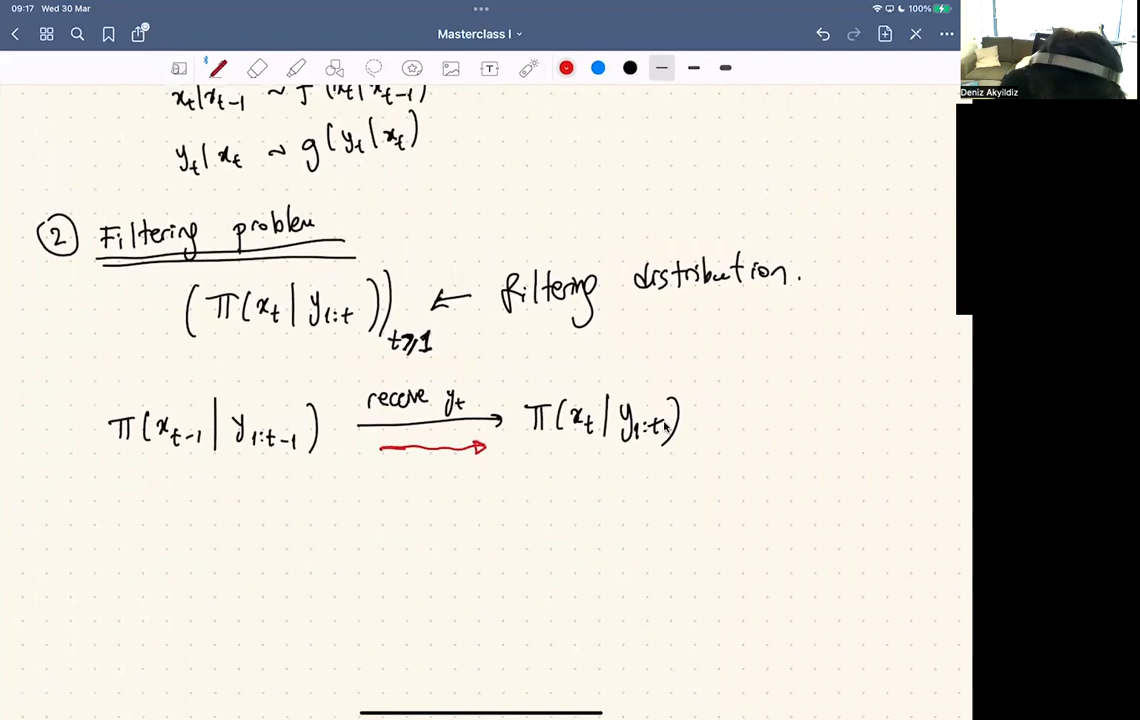 09:17 Wed 30 Mar
100%
Masterclass I
Deniz Akyildiz
x_t|x_{t-1} ~ f(x_t|x_{t-1})
y_t|x_t ~ g(y_t|x_t)
② Filtering problem
(π(x_t|y_{1:t}))_{t≥1} ← filtering distribution.
π(x_{t-1}|y_{1:t-1}) receive y_t → π(x_t|y_{1:t})